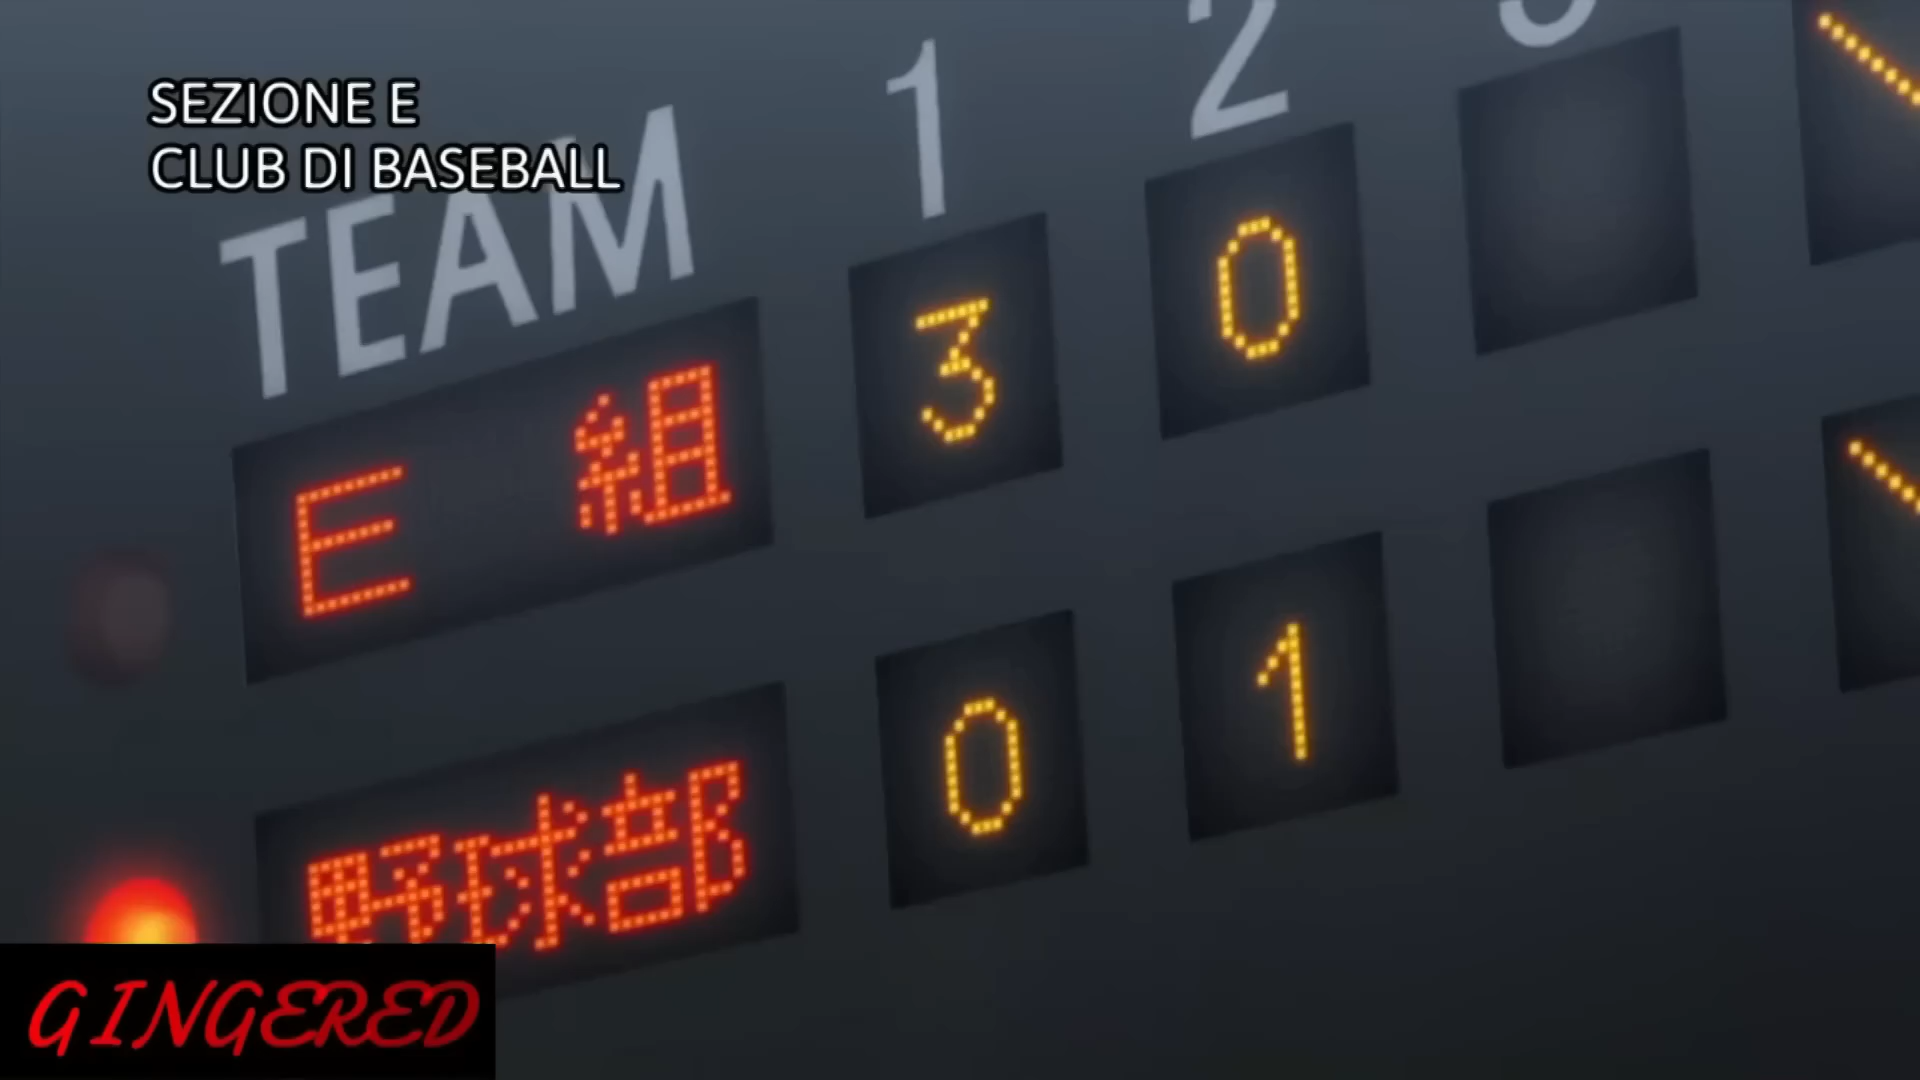 SEZIONE E
CLUB DI BASEBALL
TEAM 1 2
E 組 3 0
野球部 0 1
GINGERED